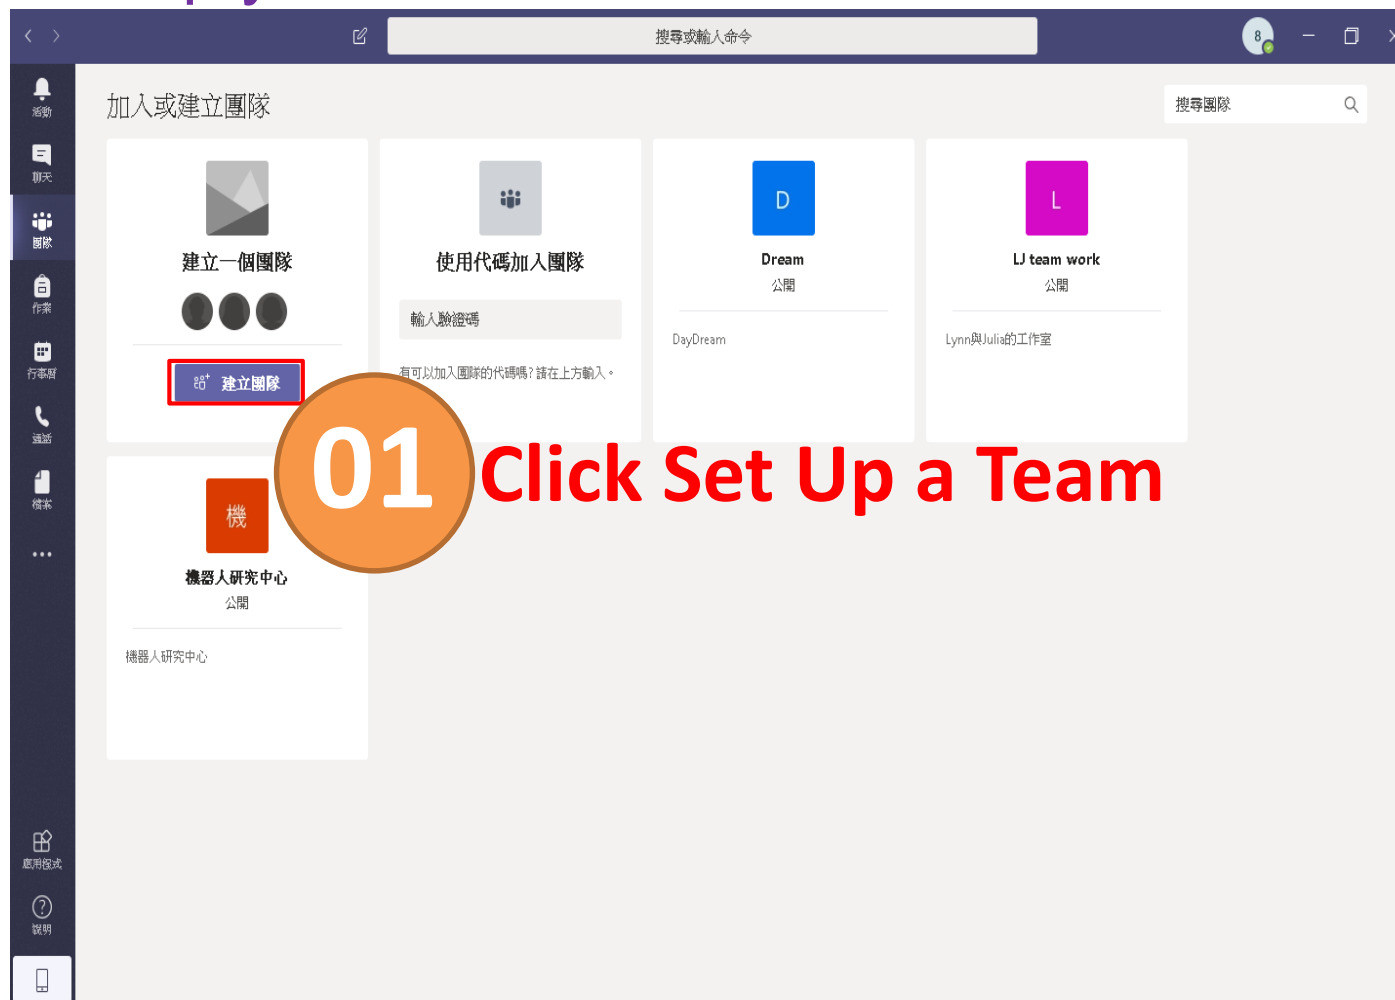 搜尋或輸入命令
8
活動
聊天
團隊
作業
行事曆
通話
檔案
應用程式
說明
加入或建立團隊
搜尋團隊
建立一個團隊
建立團隊
使用代碼加入團隊
輸入驗證碼
有可以加入團隊的代碼嗎? 請在上方輸入。
D
Dream
公開
DayDream
L
LJ team work
公開
Lynn與Julia的工作室
01
Click Set Up a Team
機
機器人研究中心
公開
機器人研究中心